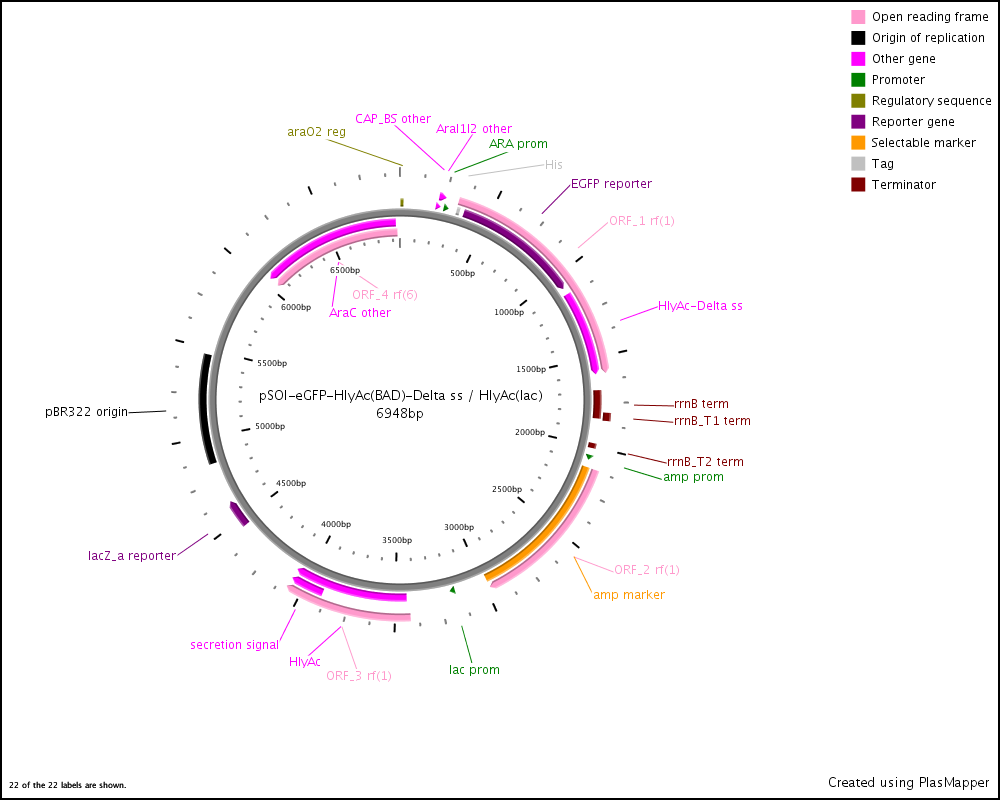 Open reading frame
Origin of replication
Other gene
Promoter
Regulatory sequence
Reporter gene
Selectable marker
Tag
Terminator
CAP_BS other
araO2 reg
AraI1I2 other
ARA prom
His
EGFP reporter
ORF_1 rf(1)
6500bp
500bp
ORF_4 rf(6)
6000bp
1000bp
AraC other
HlyAc-Delta ss
5500bp
1500bp
pSOI-eGFP-HlyAc(BAD)-Delta ss / HlyAc(lac)
6948bp
pBR322 origin
rrnB term
rrnB_T1 term
5000bp
2000bp
rrnB_T2 term
amp prom
4500bp
2500bp
4000bp
3000bp
3500bp
lacZ_a reporter
ORF_2 rf(1)
amp marker
secretion signal
HlyAc
ORF_3 rf(1)
lac prom
22 of the 22 labels are shown.
Created using PlasMapper